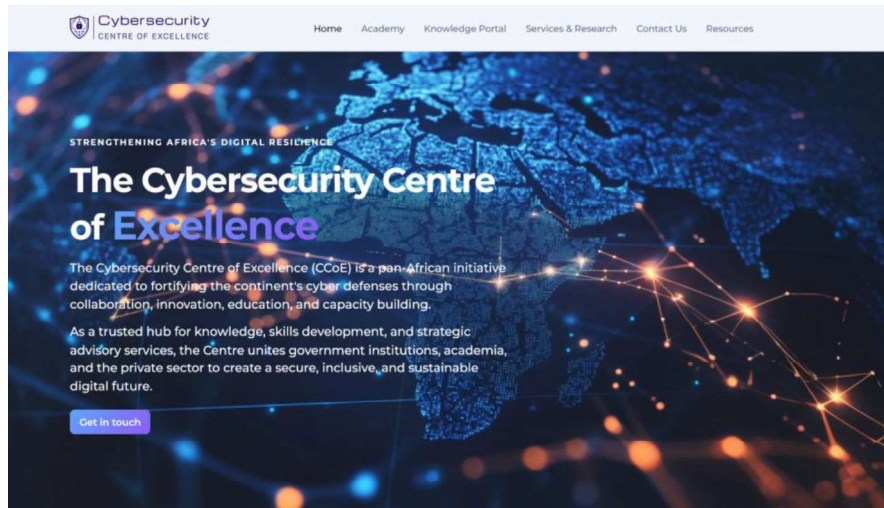 Cybersecurity
CENTRE OF EXCELLENCE
Home Academy Knowledge Portal Services & Research Contact Us Resources
STRENGTHENING AFRICA'S DIGITAL RESILIENCE
The Cybersecurity Centre
of Excellence
The Cybersecurity Centre of Excellence (CCoE) is a pan-African initiative
dedicated to fortifying the continent's cyber defenses through
collaboration, innovation, education, and capacity building.
As a trusted hub for knowledge, skills development, and strategic
advisory services, the Centre unites government institutions, academia,
and the private sector to create a secure, inclusive, and sustainable
digital future.
Get in touch